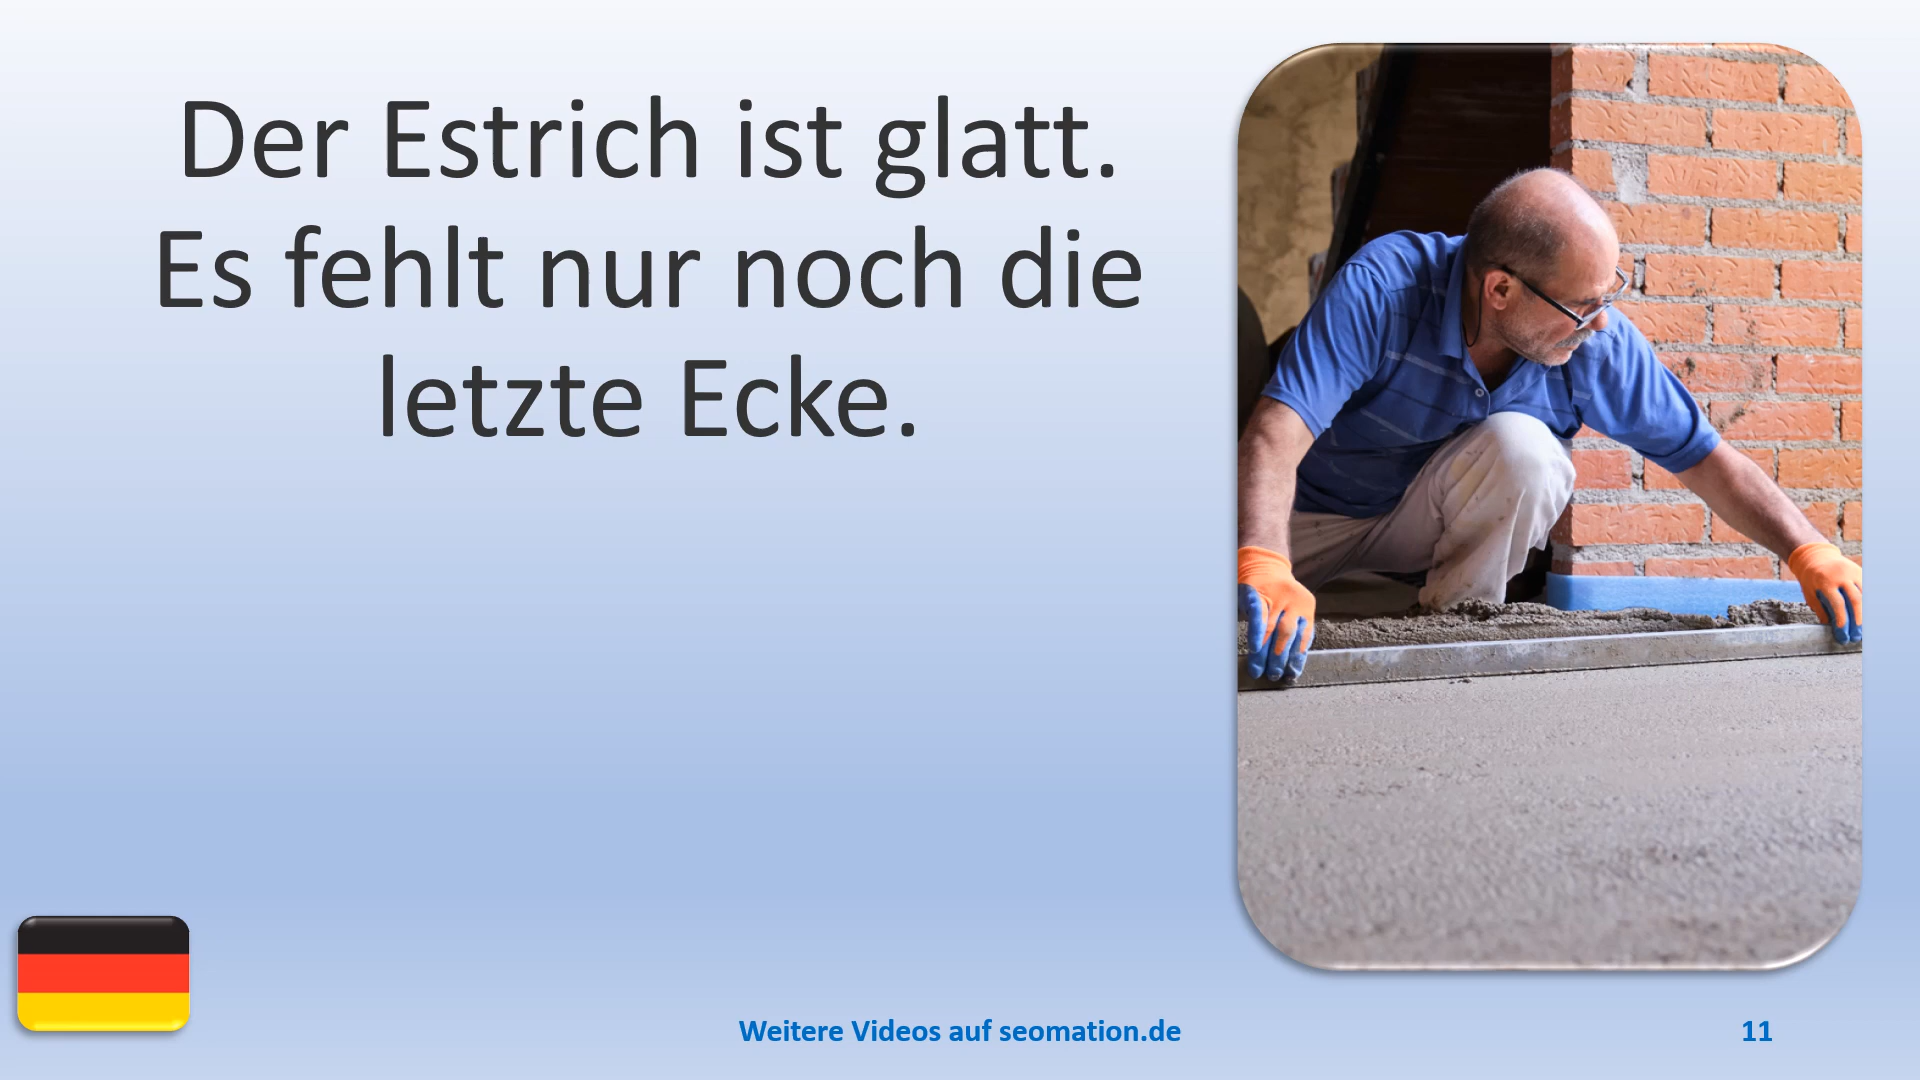 Der Estrich ist glatt.
Es fehlt nur noch die
letzte Ecke.
Weitere Videos auf seomation.de
11